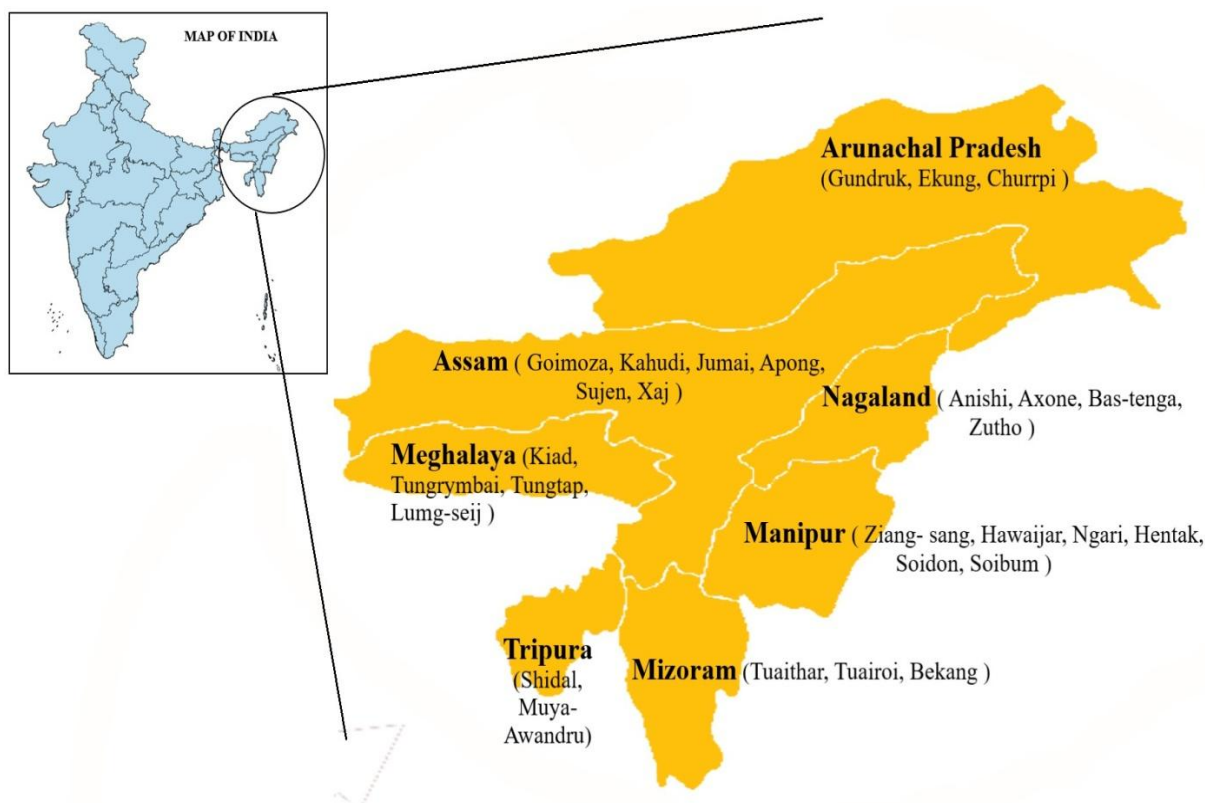 MAP OF INDIA
Arunachal Pradesh
(Gundruk, Ekung, Churrpi )
Assam ( Goimoza, Kahudi, Jumai, Apong,
Sujen, Xaj )
Nagaland ( Anishi, Axone, Bas-tenga,
Zutho )
Meghalaya (Kiad,
Tungrymbai, Tungtap,
Lumg-seij )
Manipur ( Ziang- sang, Hawaijar, Ngari, Hentak,
Soidon, Soibum )
Tripura
(Shidal,
Muya-
Awandru)
Mizoram (Tuaithar, Tuairoi, Bekang )